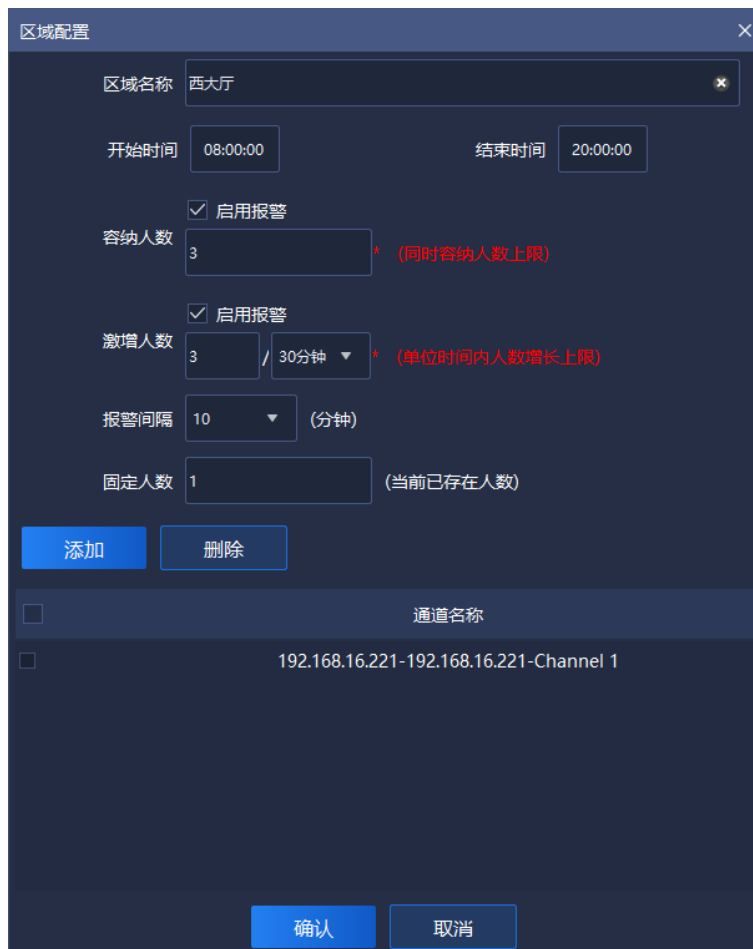 区域配置
区域名称 西大厅
开始时间 08:00:00 结束时间 20:00:00
启用报警
容纳人数 3 * (同时容纳人数上限)
启用报警
激增人数 3 / 30分钟 * (单位时间内人数增长上限)
报警间隔 10 (分钟)
固定人数 1 (当前已存在人数)
添加 删除
通道名称
192.168.16.221-192.168.16.221-Channel 1
确认 取消